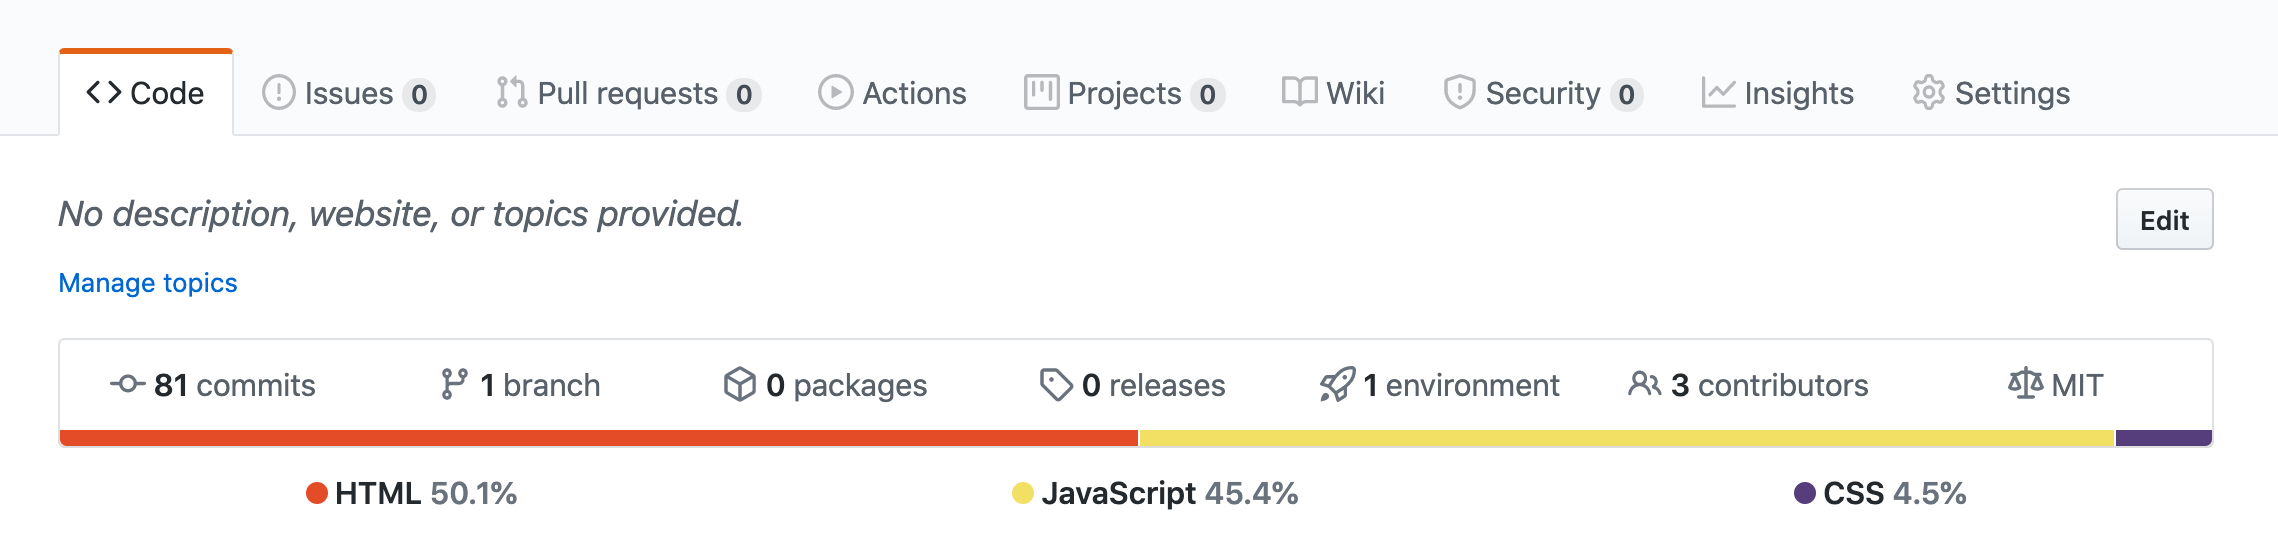 Code Issues 0 Pull requests 0 Actions Projects 0 Wiki Security 0 Insights Settings
No description, website, or topics provided.
Edit
Manage topics
81 commits 1 branch 0 packages 0 releases 1 environment 3 contributors MIT
HTML 50.1% JavaScript 45.4% CSS 4.5%